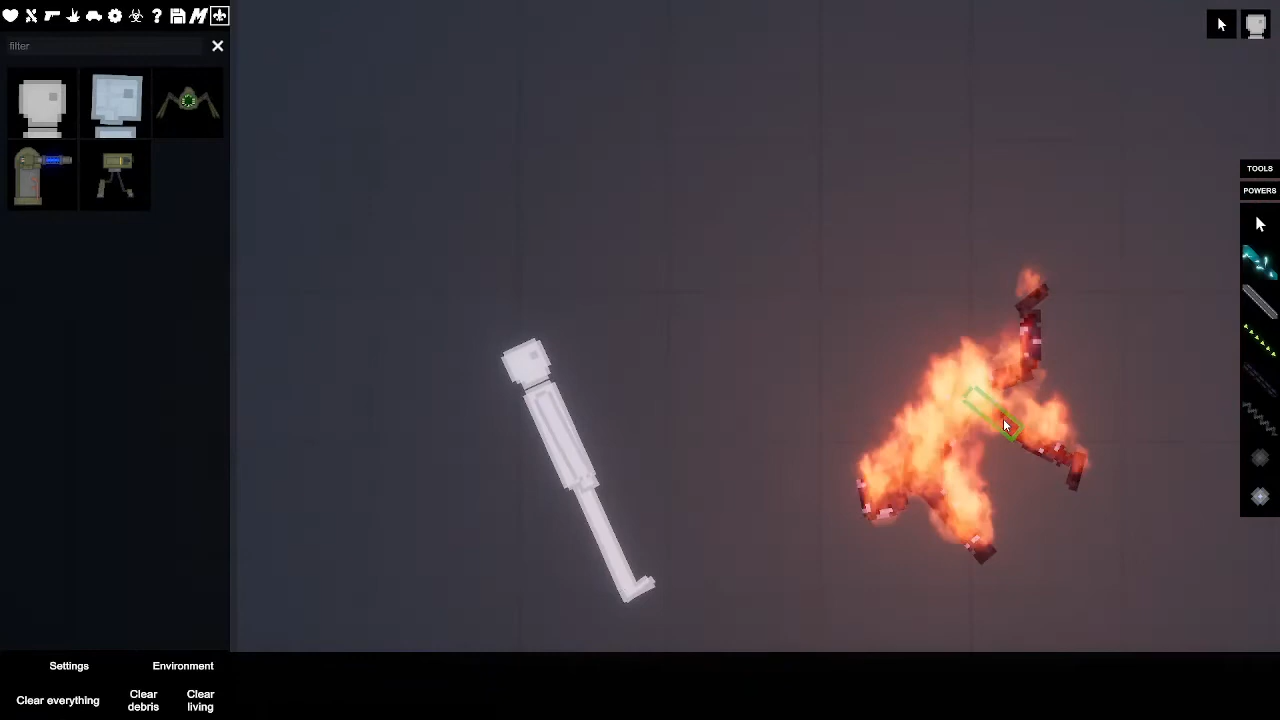 ?
M
filter
TOOLS
POWERS
Settings
Environment
Clear everything
Clear
debris
Clear
living